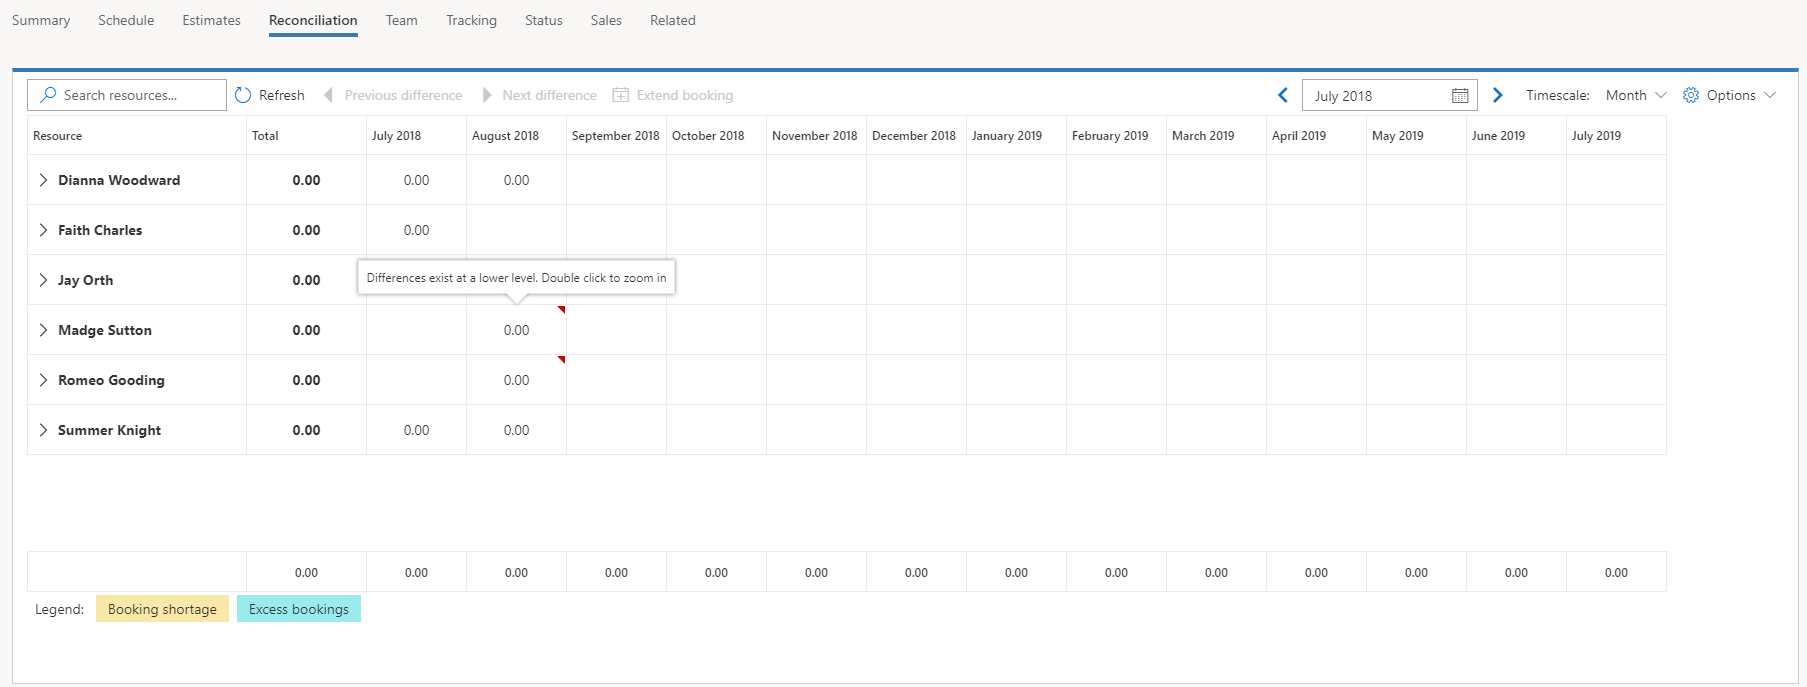 Summary Schedule Estimates Reconciliation Team Tracking Status Sales Related
Search resources... Refresh Previous difference Next difference Extend booking July 2018 Timescale: Month Options
Resource Total July 2018 August 2018 September 2018 October 2018 November 2018 December 2018 January 2019 February 2019 March 2019 April 2019 May 2019 June 2019 July 2019
Dianna Woodward 0.00 0.00 0.00
Faith Charles 0.00 0.00
Differences exist at a lower level. Double click to zoom in
Jay Orth 0.00
Madge Sutton 0.00 0.00
Romeo Gooding 0.00 0.00
Summer Knight 0.00 0.00 0.00
0.00 0.00 0.00 0.00 0.00 0.00 0.00 0.00 0.00 0.00 0.00 0.00 0.00 0.00
Legend: Booking shortage Excess bookings